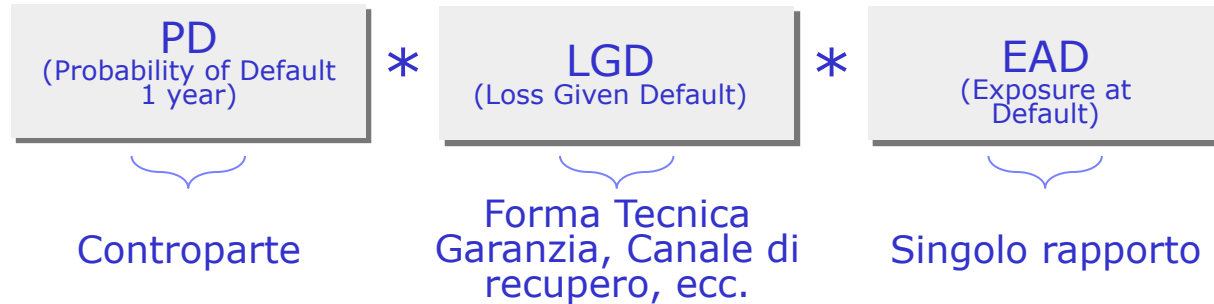 PD
(Probability of Default
1 year)
*
LGD
(Loss Given Default)
*
EAD
(Exposure at
Default)
Controparte
Forma Tecnica
Garanzia, Canale di
recupero, ecc.
Singolo rapporto